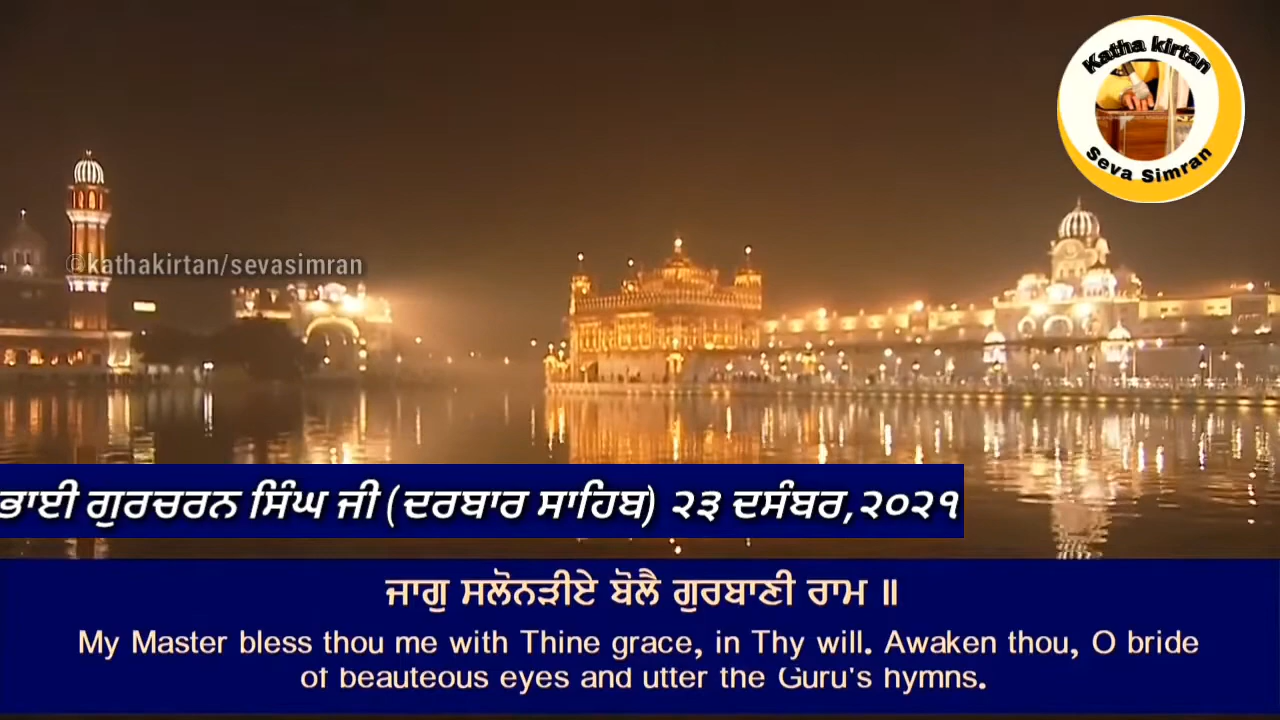 Katha kirtan
Seva Simran
©kathakirtan/sevasimran
ਭਾਈ ਗੁਰਚਰਨ ਸਿੰਘ ਜੀ (ਦਰਬਾਰ ਸਾਹਿਬ) ੨੩ ਦਸੰਬਰ,੨੦੨੧
ਜਾਗੁ ਸਲੋਨੜੀਏ ਬੋਲੈ ਗੁਰਬਾਣੀ ਰਾਮ ॥
My Master bless thou me with Thine grace, in Thy will. Awaken thou, O bride
of beauteous eyes and utter the Guru's hymns.